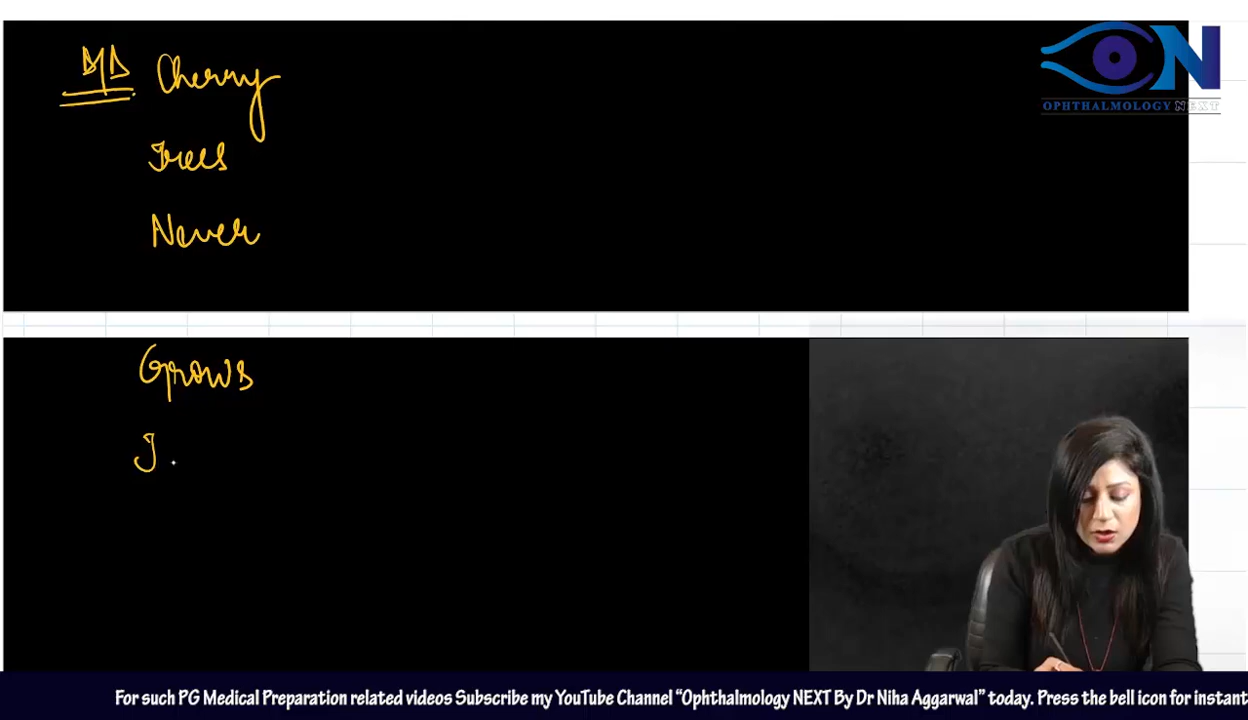 D/D Cherry
Trees
Never
Grows
I
ON
OPHTHALMOLOGY NEXT
For such PG Medical Preparation related videos Subscribe my YouTube Channel “Ophthalmology NEXT By Dr Niha Aggarwal” today. Press the bell icon for instant